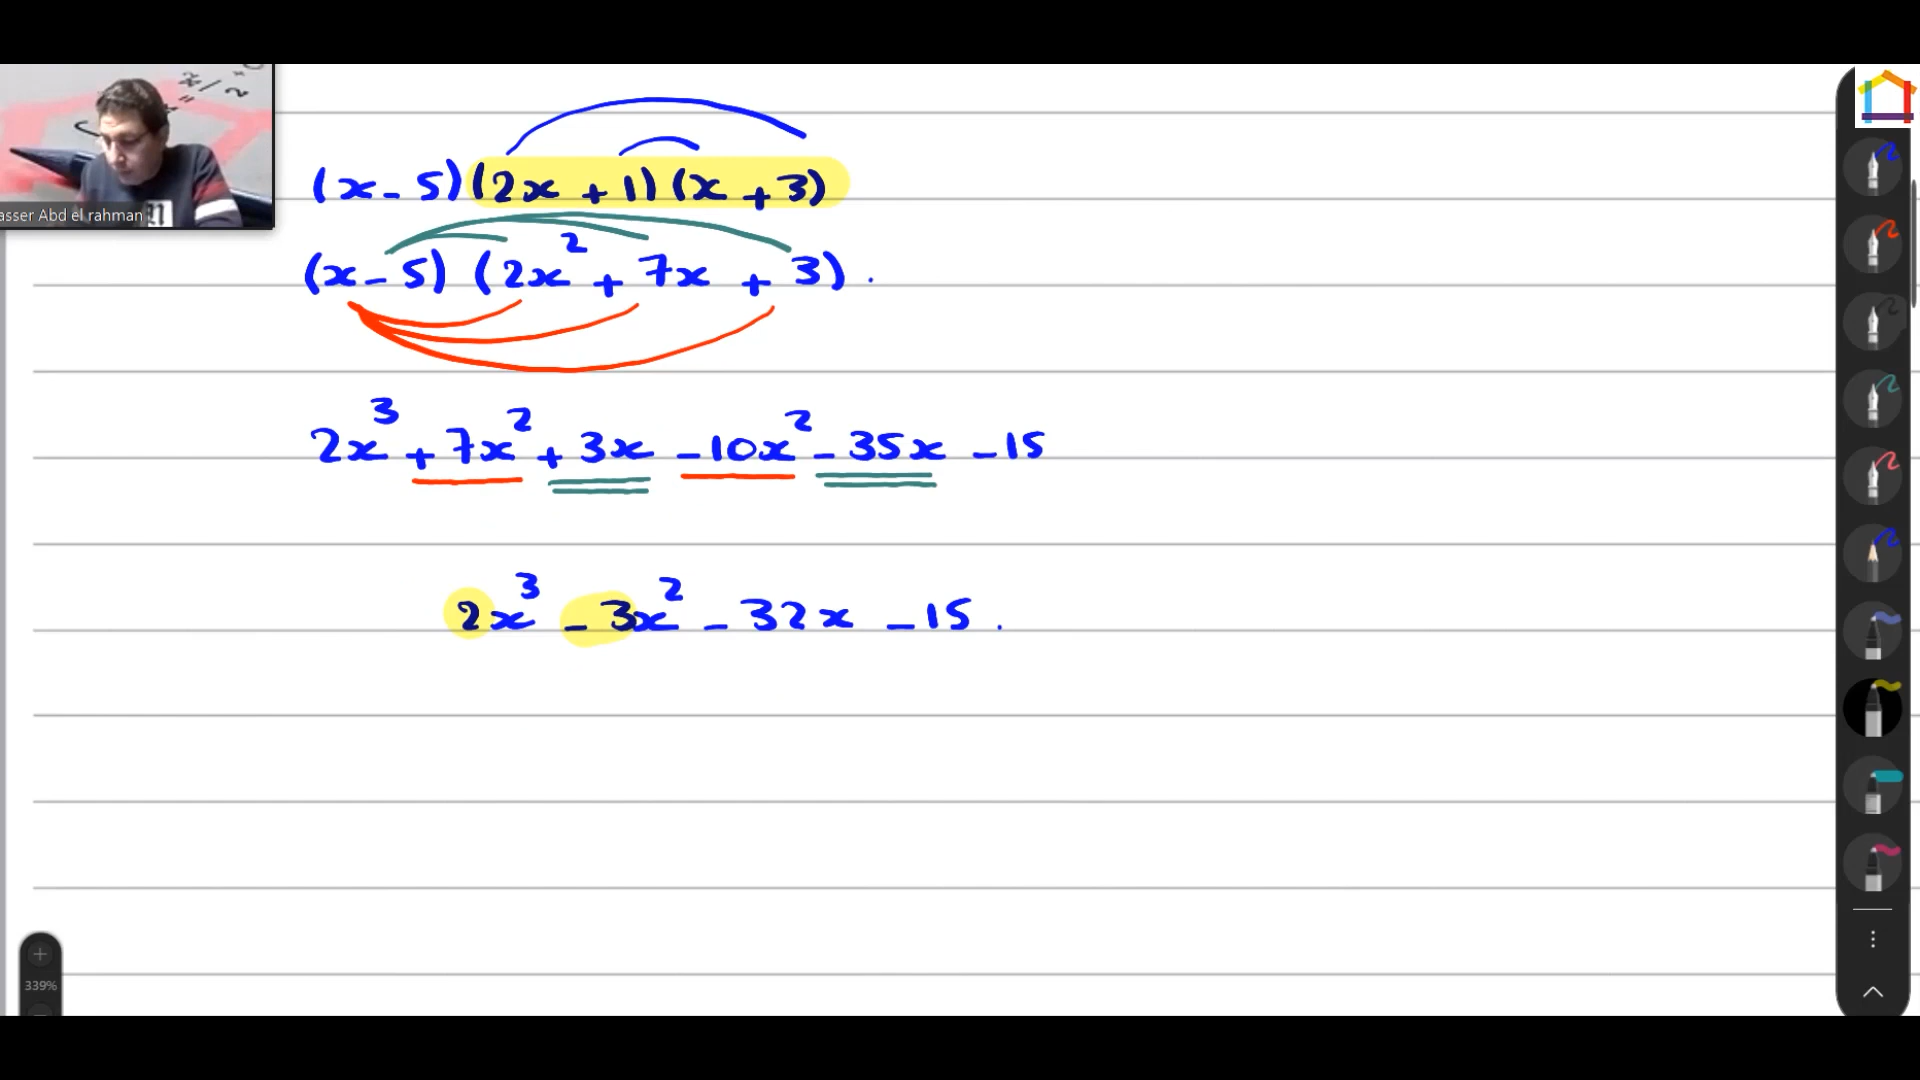 (x - 5)(2x + 1)(x + 3)
asser Abd el rahman
(x - 5) (2x² + 7x + 3) .
2x³ + 7x² + 3x - 10x² - 35x - 15
2x³ - 3x² - 32x - 15 .
339%